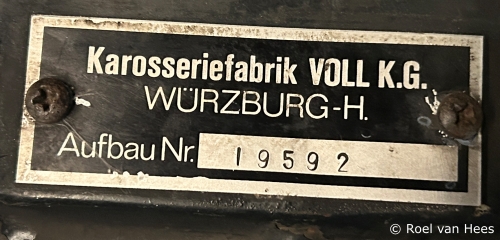 Karosseriefabrik VOLL K.G.
WÜRZBURG-H.
Aufbau Nr. 19592
© Roel van Hees